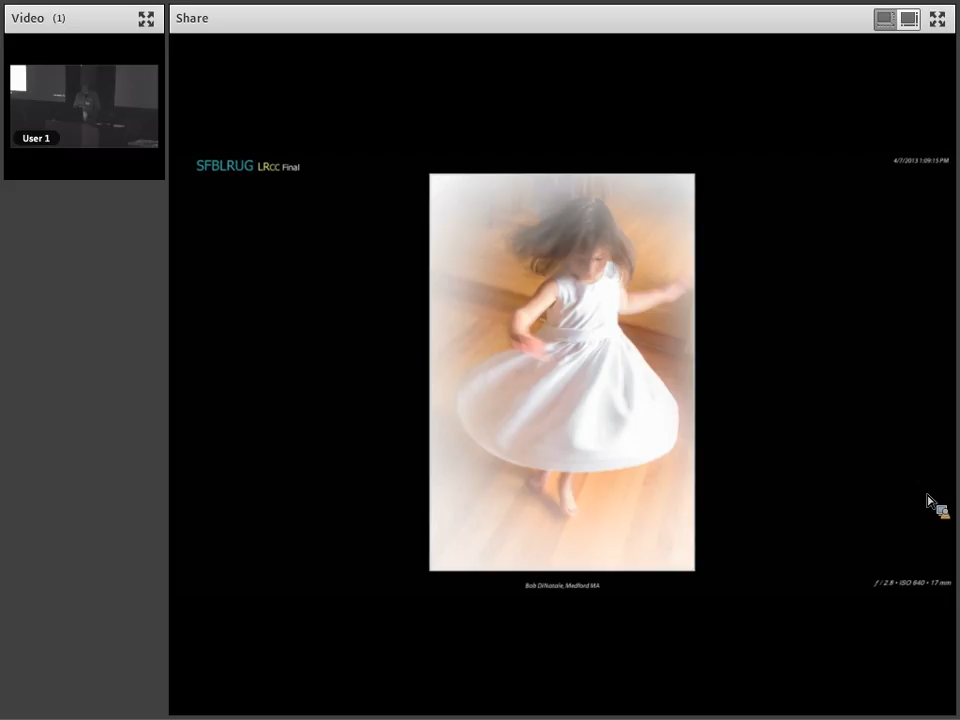 Video (1)
Share
User 1
SFBLRUG LRCC Final
4/7/2013 1:09:15 PM
Bob DiNatale, Medford MA
ƒ / 2.8 • ISO 640 • 17 mm